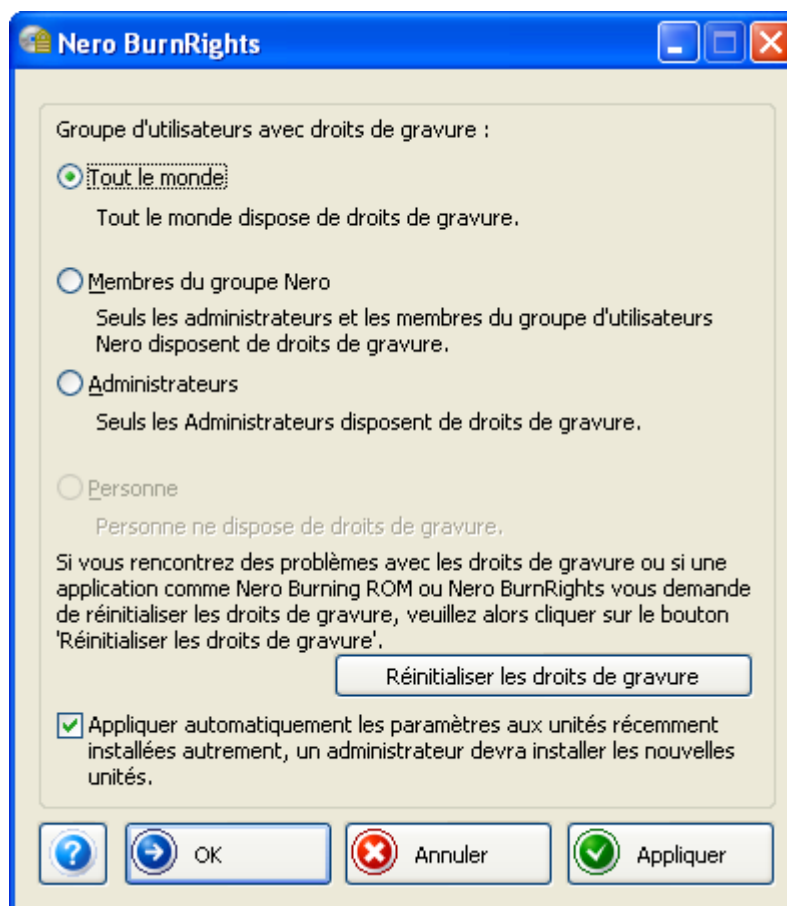 Nero BurnRights
Groupe d'utilisateurs avec droits de gravure :
Tout le monde
Tout le monde dispose de droits de gravure.
Membres du groupe Nero
Seuls les administrateurs et les membres du groupe d'utilisateurs
Nero disposent de droits de gravure.
Administrateurs
Seuls les Administrateurs disposent de droits de gravure.
Personne
Personne ne dispose de droits de gravure.
Si vous rencontrez des problèmes avec les droits de gravure ou si une
application comme Nero Burning ROM ou Nero BurnRights vous demande
de réinitialiser les droits de gravure, veuillez alors cliquer sur le bouton
'Réinitialiser les droits de gravure'.
Réinitialiser les droits de gravure
Appliquer automatiquement les paramètres aux unités récemment
installées autrement, un administrateur devra installer les nouvelles
unités.
? OK Annuler Appliquer